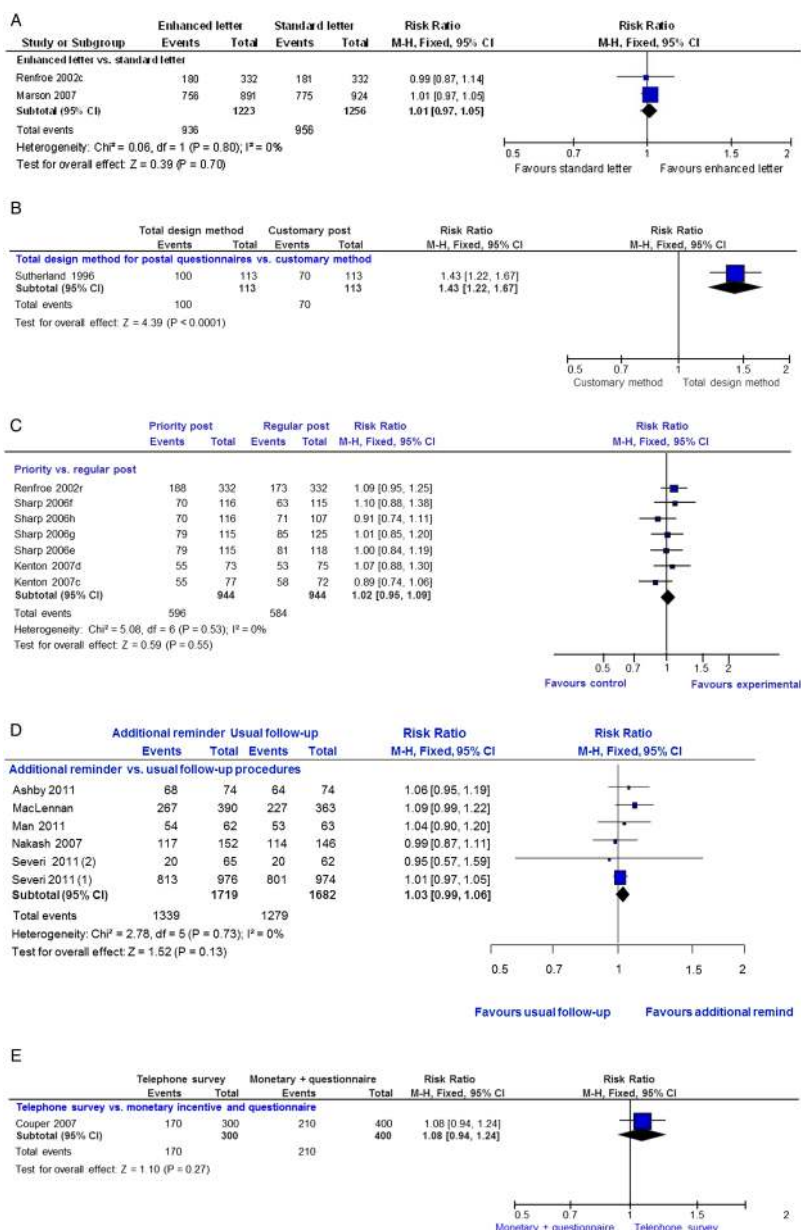 A
Enhanced letter Standard letter Risk Ratio Risk Ratio
Study or Subgroup Events Total Events Total M-H, Fixed, 95% CI M-H, Fixed, 95% CI
Enhanced letter vs. standard letter
Renfroe 2002c 180 332 181 332 0.99 [0.87, 1.14]
Marson 2007 756 891 775 924 1.01 [0.97, 1.05]
Subtotal (95% CI) 1223 1256 1.01 [0.97, 1.05]
Total events 936 956
Heterogeneity: Chi² = 0.06, df = 1 (P = 0.80); I² = 0%
Test for overall effect: Z = 0.39 (P = 0.70)
0.5 0.7 1 1.5 2
Favours standard letter Favours enhanced letter
B
Total design method Customary post Risk Ratio Risk Ratio
Events Total Events Total M-H, Fixed, 95% CI M-H, Fixed, 95% CI
Total design method for postal questionnaires vs. customary method
Sutherland 1996 100 113 70 113 1.43 [1.22, 1.67]
Subtotal (95% CI) 113 113 1.43 [1.22, 1.67]
Total events 100 70
Test for overall effect: Z = 4.39 (P < 0.0001)
0.5 0.7 1 1.5 2
Customary method Total design method
C
Priority post Regular post Risk Ratio Risk Ratio
Events Total Events Total M-H, Fixed, 95% CI M-H, Fixed, 95% CI
Priority vs. regular post
Renfroe 2002r 188 332 173 332 1.09 [0.95, 1.25]
Sharp 2006f 70 116 63 115 1.10 [0.88, 1.38]
Sharp 2006h 70 116 71 107 0.91 [0.74, 1.11]
Sharp 2006g 79 115 85 125 1.01 [0.85, 1.20]
Sharp 2006e 79 115 81 118 1.00 [0.84, 1.19]
Kenton 2007d 55 73 53 75 1.07 [0.88, 1.30]
Kenton 2007c 55 77 58 72 0.89 [0.74, 1.06]
Subtotal (95% CI) 944 944 1.02 [0.95, 1.09]
Total events 596 584
Heterogeneity: Chi² = 5.08, df = 6 (P = 0.53); I² = 0%
Test for overall effect: Z = 0.59 (P = 0.55)
0.5 0.7 1 1.5 2
Favours control Favours experimental
D
Additional reminder Usual follow-up Risk Ratio Risk Ratio
Events Total Events Total M-H, Fixed, 95% CI M-H, Fixed, 95% CI
Additional reminder vs. usual follow-up procedures
Ashby 2011 68 74 64 74 1.06 [0.95, 1.19]
MacLennan 267 390 227 363 1.09 [0.99, 1.22]
Man 2011 54 62 53 63 1.04 [0.90, 1.20]
Nakash 2007 117 152 114 146 0.99 [0.87, 1.11]
Severi 2011 (2) 20 65 20 62 0.95 [0.57, 1.59]
Severi 2011 (1) 813 976 801 974 1.01 [0.97, 1.05]
Subtotal (95% CI) 1719 1682 1.03 [0.99, 1.06]
Total events 1339 1279
Heterogeneity: Chi² = 2.78, df = 5 (P = 0.73); I² = 0%
Test for overall effect: Z = 1.52 (P = 0.13)
0.5 0.7 1 1.5 2
Favours usual follow-up Favours additional remind
E
Telephone survey Monetary + questionnaire Risk Ratio Risk Ratio
Events Total Events Total M-H, Fixed, 95% CI M-H, Fixed, 95% CI
Telephone survey vs. monetary incentive and questionnaire
Couper 2007 170 300 210 400 1.08 [0.94, 1.24]
Subtotal (95% CI) 300 400 1.08 [0.94, 1.24]
Total events 170 210
Test for overall effect: Z = 1.10 (P = 0.27)
0.5 0.7 1 1.5 2
Monetary + questionnaire Telephone survey